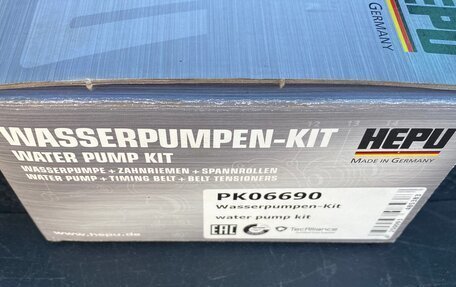 HEPU
GERMANY
WASSERPUMPEN-KIT
WATER PUMP KIT
WASSERPUMPE + ZAHNRIEMEN + SPANNROLLEN
WATER PUMP + TIMING BELT + BELT TENSIONERS
HEPU
MADE IN GERMANY
PK06690
Wasserpumpen-Kit
water pump kit
www.hepu.de
EAC
TecAlliance